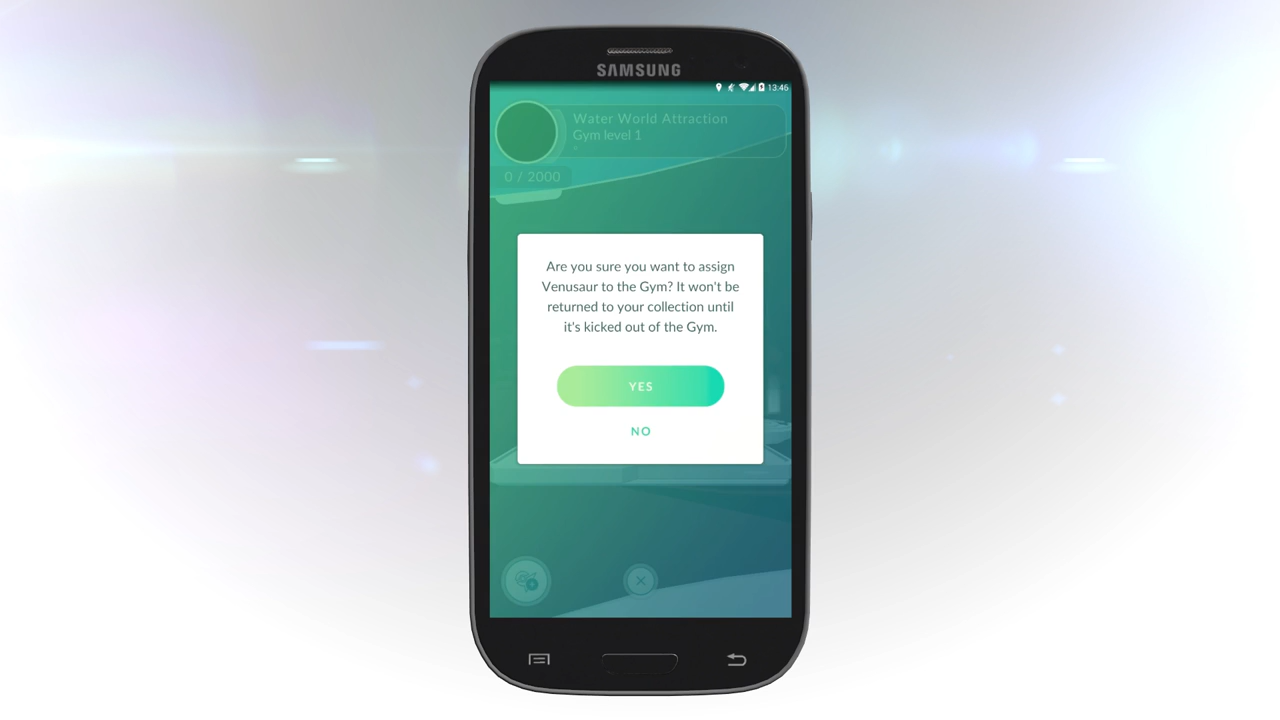 SAMSUNG
13:46
Water World Attraction
Gym level 1
0 / 2000
Are you sure you want to assign
Venusaur to the Gym? It won't be
returned to your collection until
it's kicked out of the Gym.
YES
NO